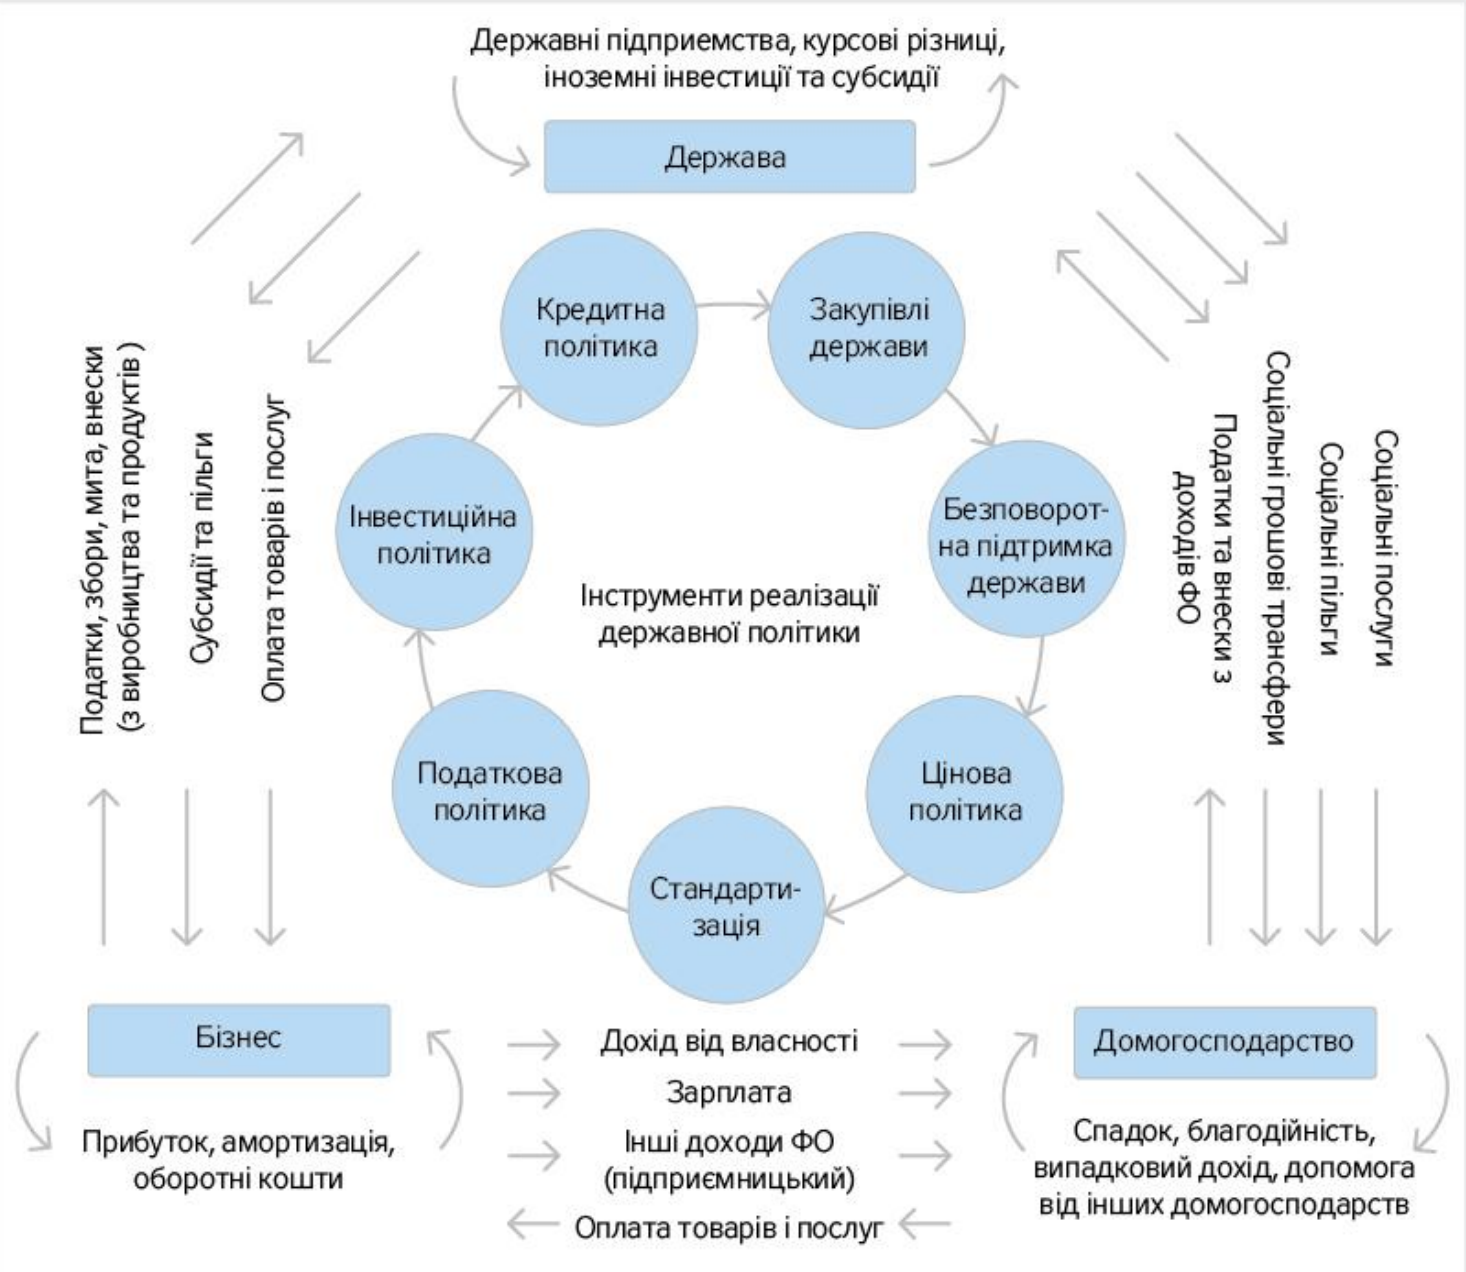 Державні підприемства, курсові різниці,
іноземні інвестиції та субсидії
Держава
Кредитна
політика
Закупівлі
держави
Безповорот-
на підтримка
держави
Цінова
політика
Стандарти-
зація
Податкова
політика
Інвестиційна
політика
Інструменти реалізації
державної політики
Податки, збори, мита, внески
(з виробництва та продуктів )
Субсидії та пільги
Оплата товарів і послуг
Податки та внески з
доходів ФО
Соціальні грошові трансфери
Соціальні пільги
Соціальні послуги
Бізнес
Прибуток, амортизація,
оборотні кошти
Дохід від власності
Зарплата
Інші доходи ФО
(підприємницький)
Оплата товарів і послуг
Домогосподарство
Спадок, благодійність,
випадковий дохід, допомога
від інших домогосподарств